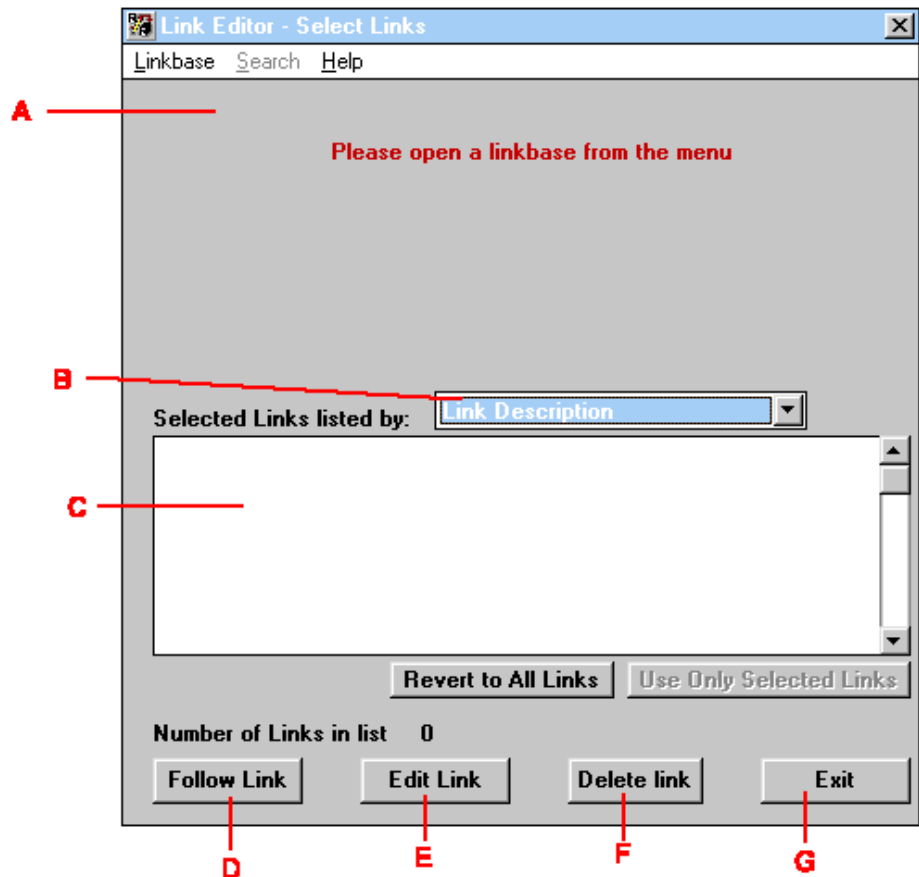 Link Editor - Select Links
Linkbase Search Help
A
Please open a linkbase from the menu
B
Selected Links listed by: Link Description
C
Revert to All Links Use Only Selected Links
Number of Links in list 0
Follow Link Edit Link Delete link Exit
D E F G